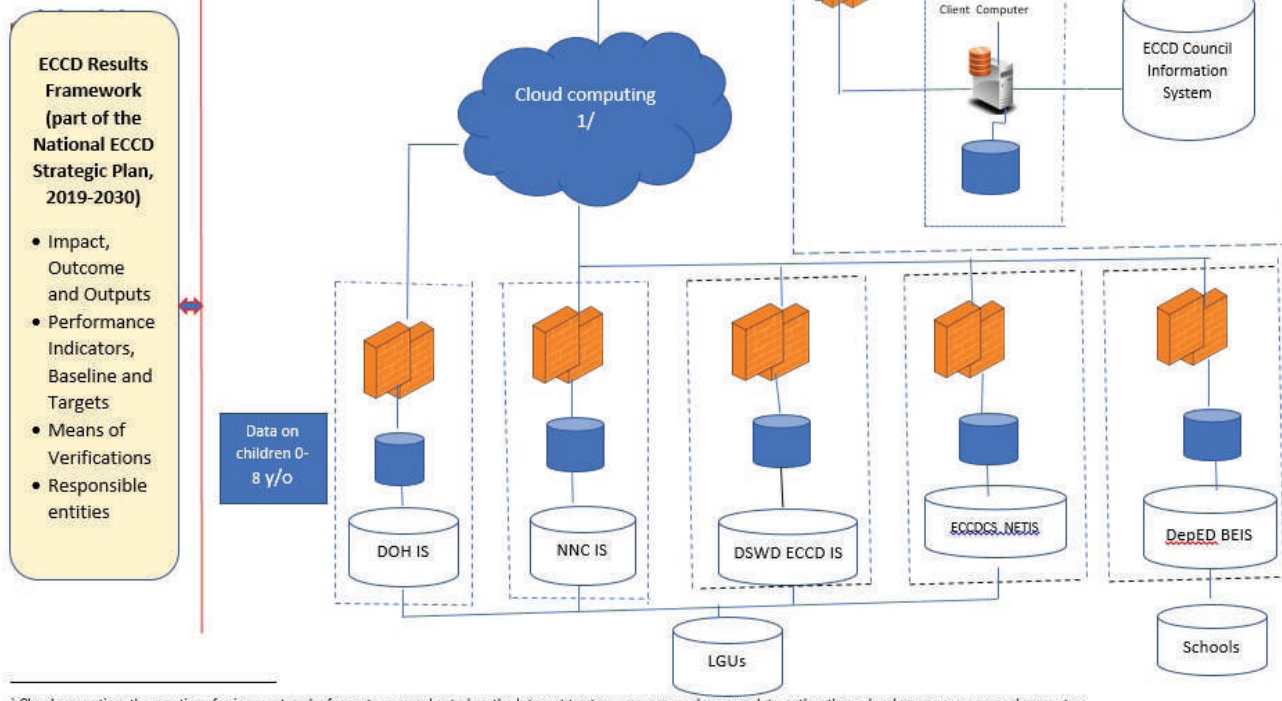 ECCD Results
Framework
(part of the
National ECCD
Strategic Plan,
2019-2030)
• Impact,
Outcome
and Outputs
• Performance
Indicators,
Baseline and
Targets
• Means of
Verifications
• Responsible
entities
Cloud computing
1/
Client Computer
ECCD Council
Information
System
Data on
children 0-
8 y/o
DOH IS
NNC IS
DSWD ECCD IS
ECCDCS NETIS
DepED BEIS
LGUs
Schools